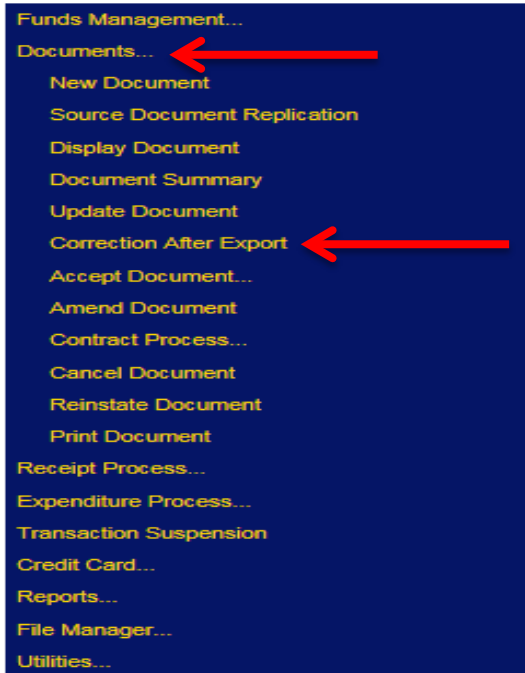 Funds Management...
Documents...
New Document
Source Document Replication
Display Document
Document Summary
Update Document
Correction After Export
Accept Document...
Amend Document
Contract Process...
Cancel Document
Reinstate Document
Print Document
Receipt Process...
Expenditure Process...
Transaction Suspension
Credit Card...
Reports...
File Manager...
Utilities...